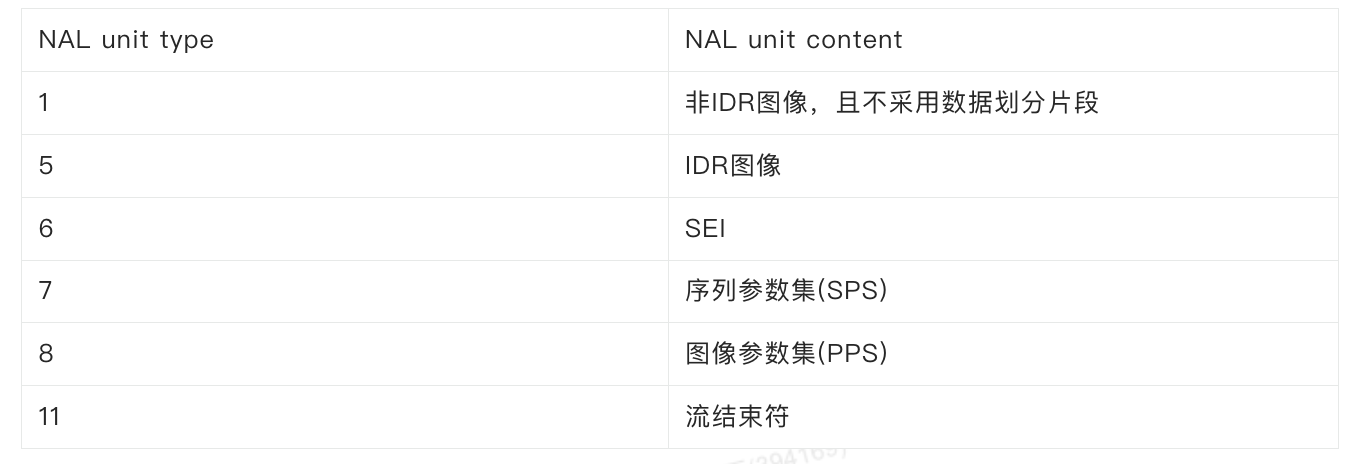 NAL unit type NAL unit content
1 非IDR图像，且不采用数据划分片段
5 IDR图像
6 SEI
7 序列参数集(SPS)
8 图像参数集(PPS)
11 流结束符